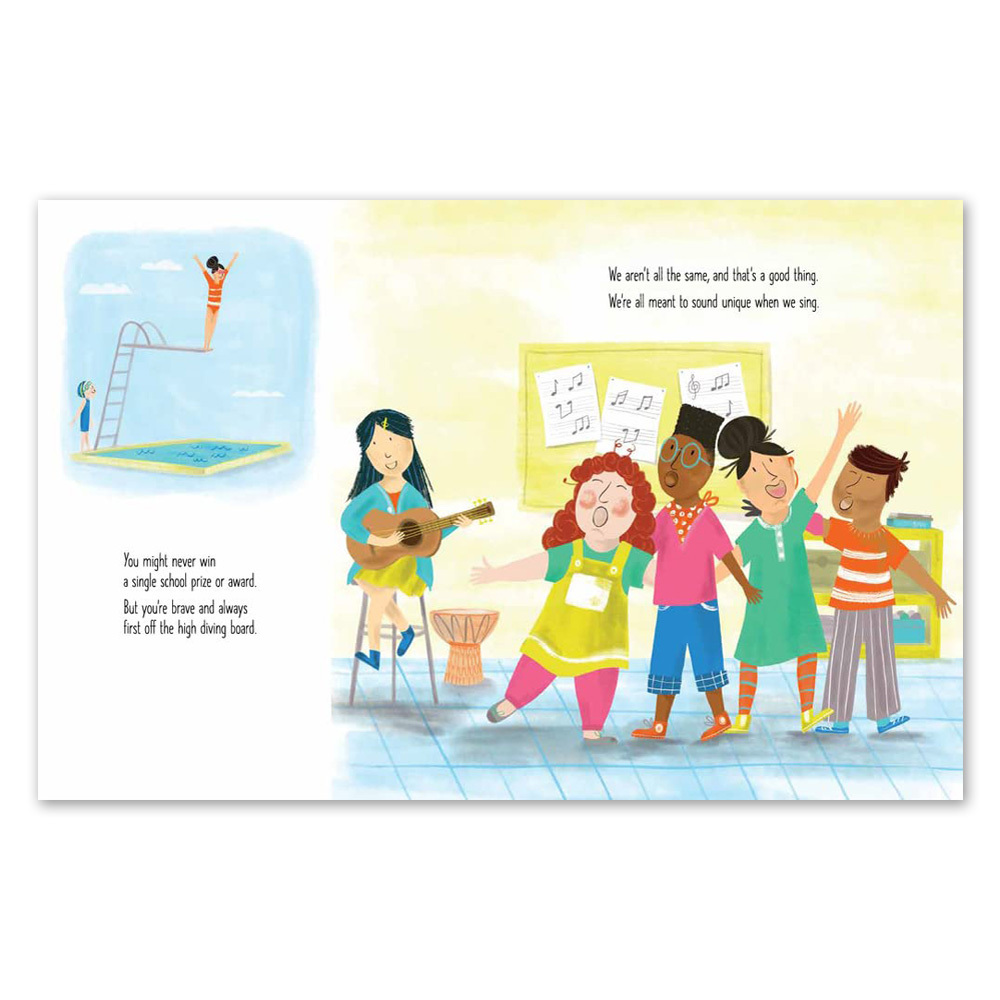 You might never win
a single school prize or award.
But you're brave and always
first off the high diving board.
We aren't all the same, and that's a good thing.
We're all meant to sound unique when we sing.